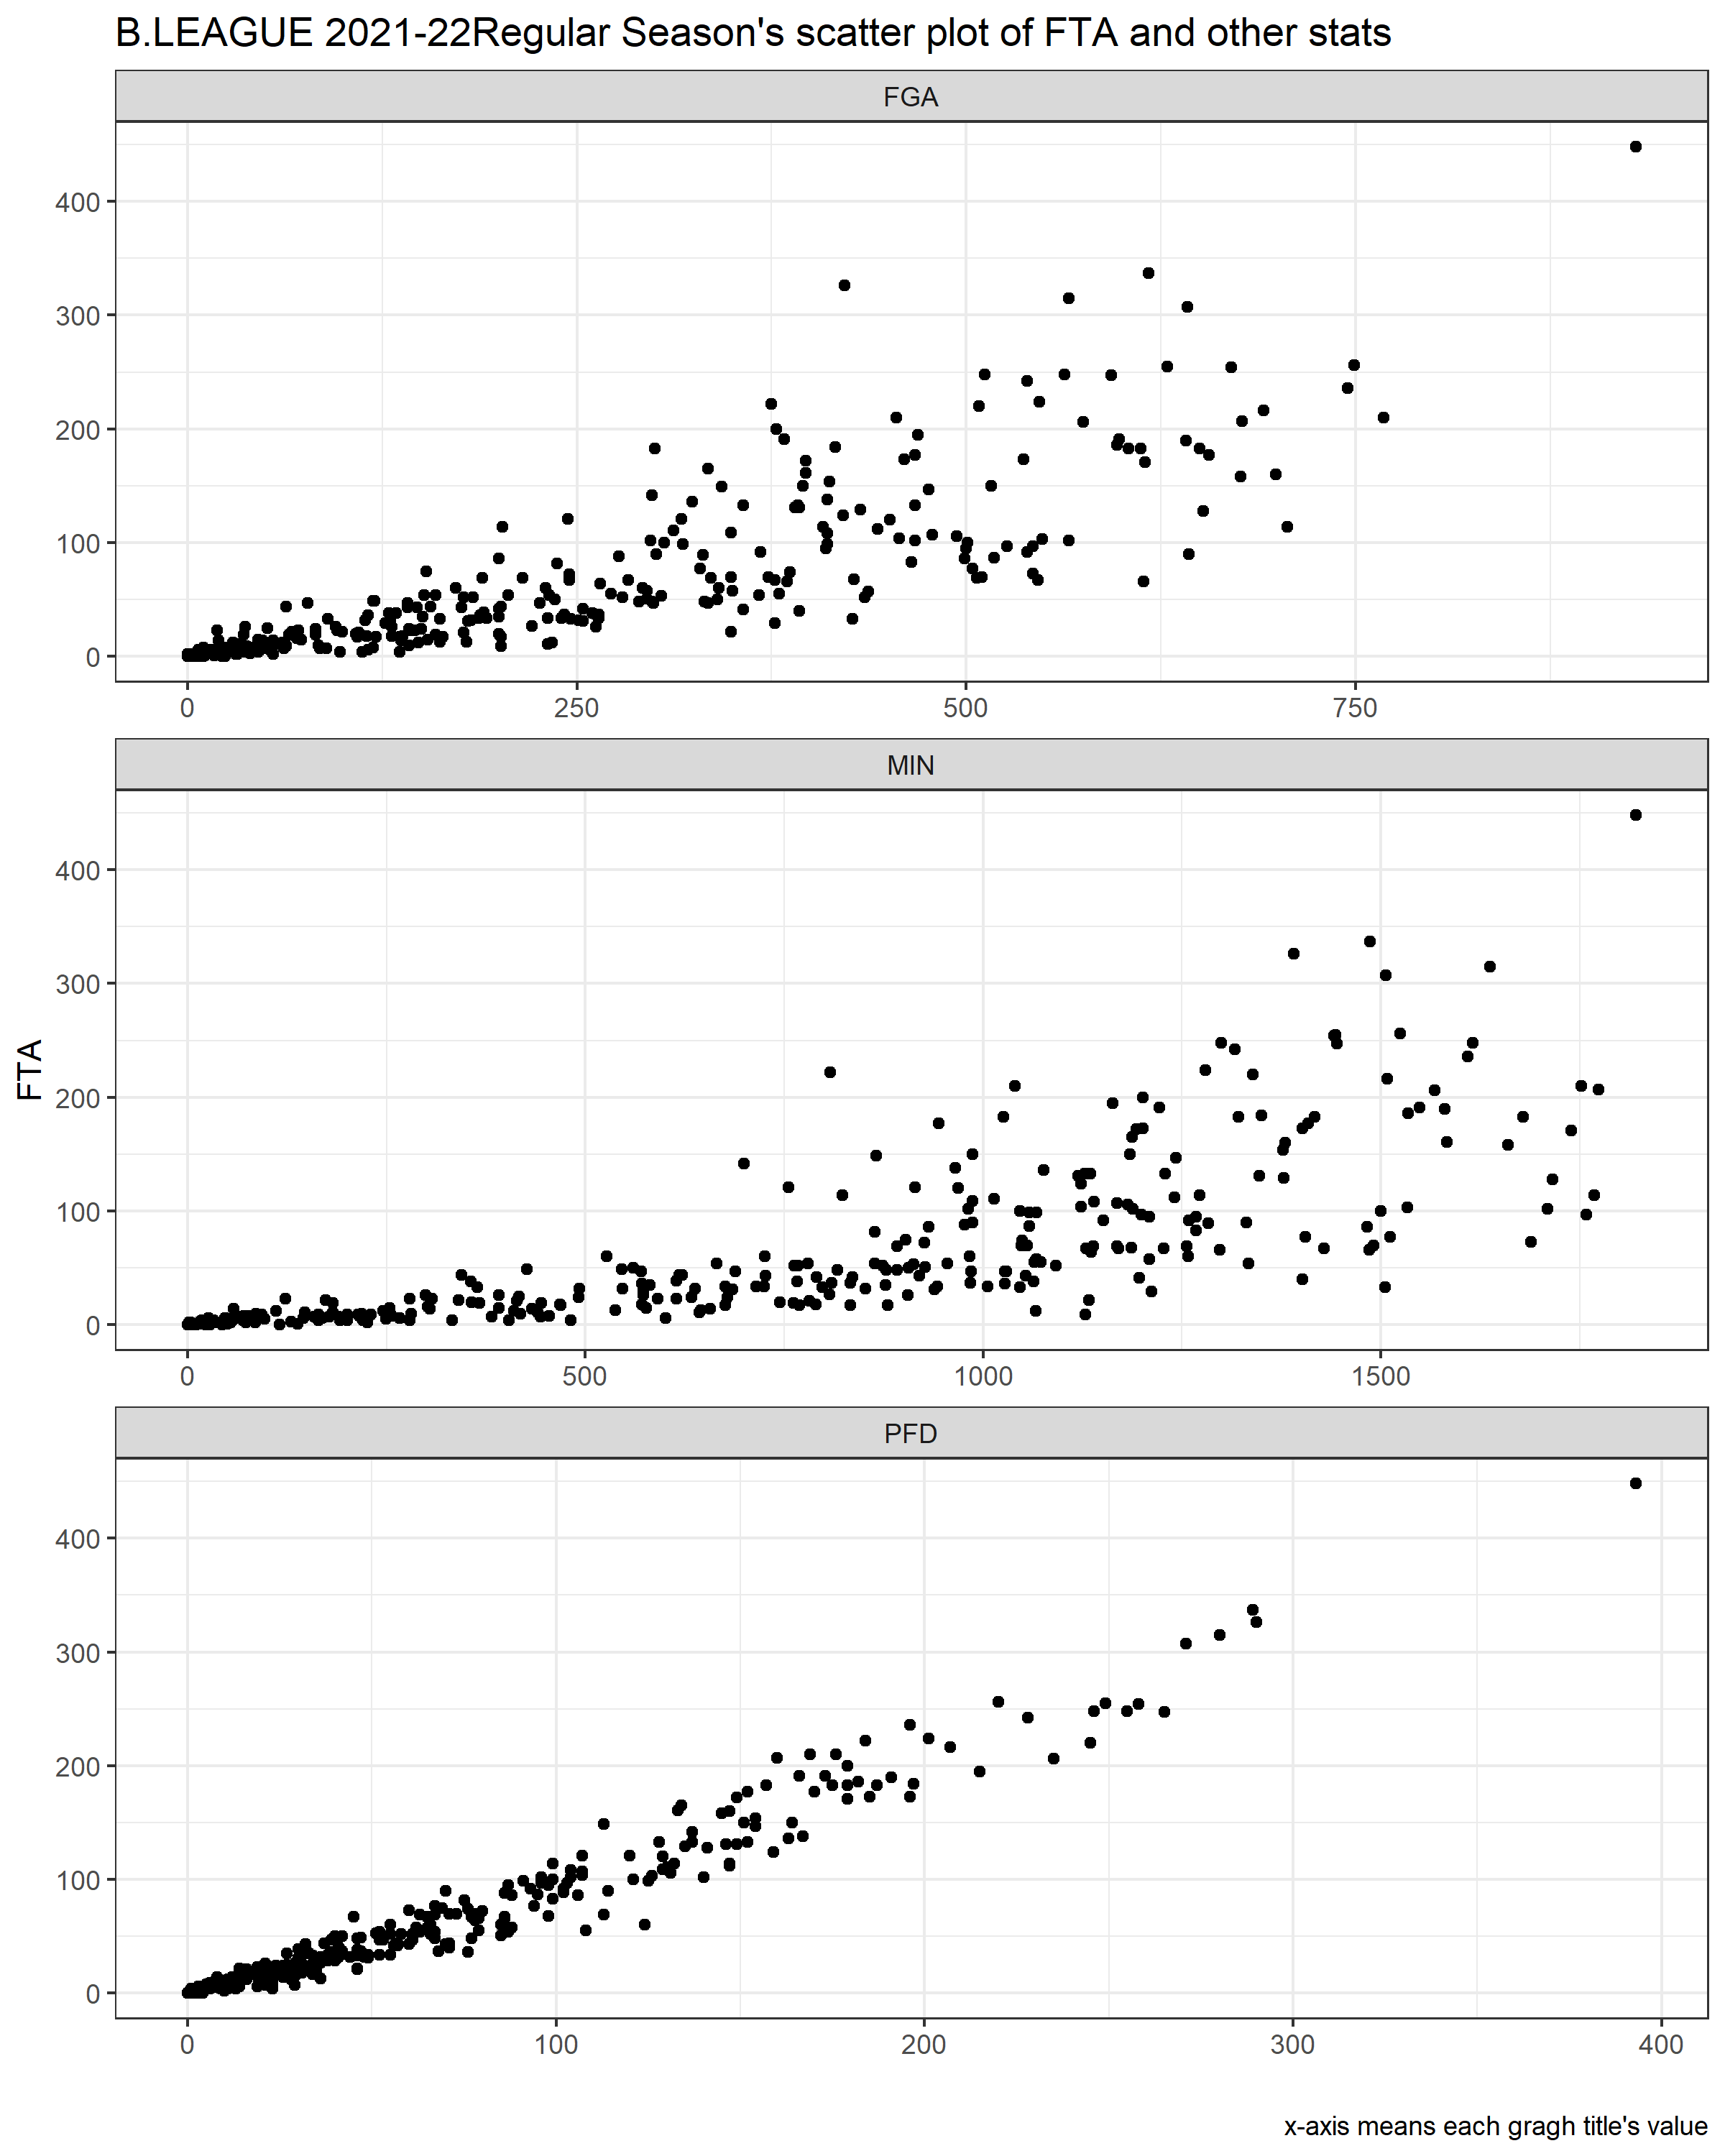 B.LEAGUE 2021-22Regular Season's scatter plot of FTA and other stats
FGA
400
300
200
100
0
0 250 500 750
MIN
400
300
200
100
0
0 500 1000 1500
FTA
PFD
400
300
200
100
0
0 100 200 300 400
x-axis means each gragh title's value